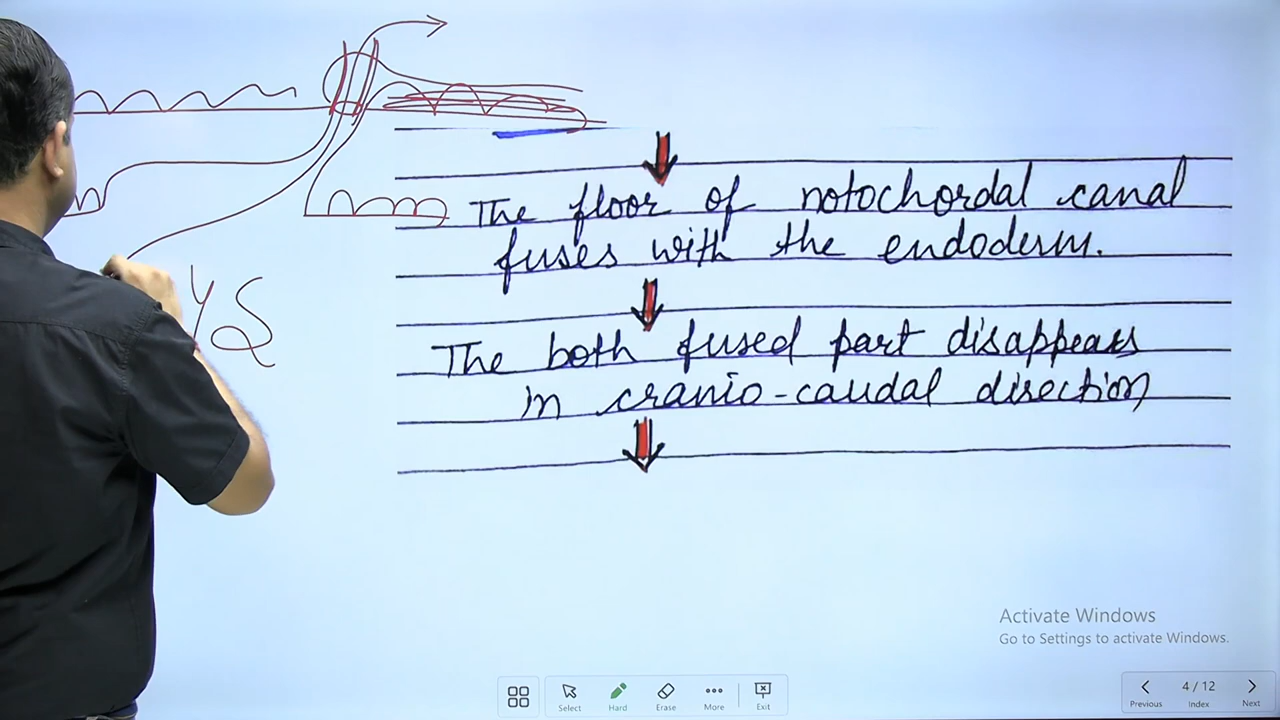 The floor of notochordal canal
fuses with the endoderm.
YS
The both fused part disappears
in cranio-caudal direction
Activate Windows
Go to Settings to activate Windows.
Select
Hard
Erase
More
Exit
Previous
4 / 12
Index
Next